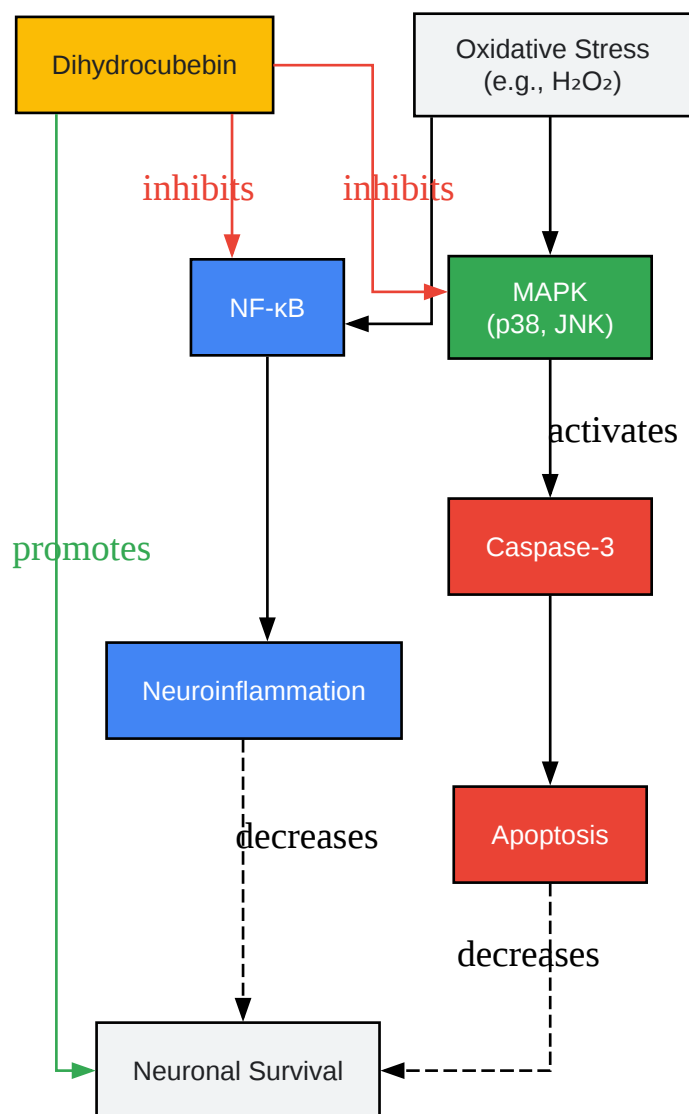 Dihydrocubebin
Oxidative Stress
(e.g., H₂O₂)
inhibits
inhibits
NF-κB
MAPK
(p38, JNK)
activates
promotes
Caspase-3
Neuroinflammation
decreases
Apoptosis
decreases
Neuronal Survival